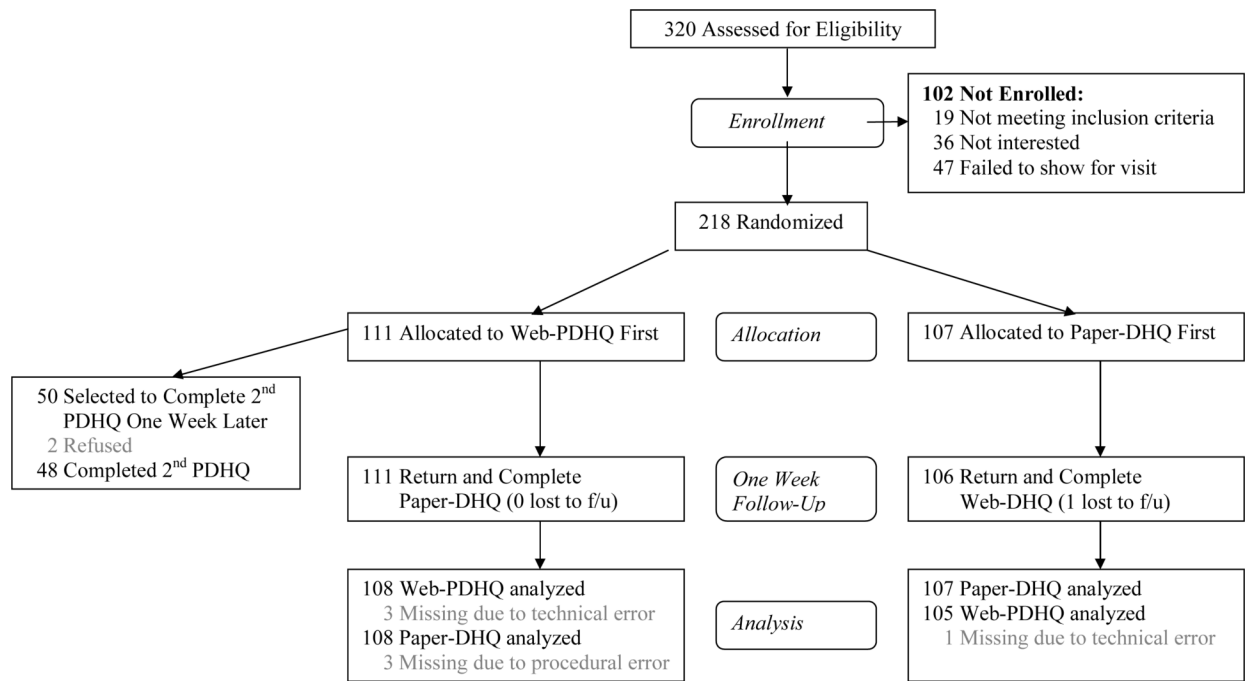 320 Assessed for Eligibility
Enrollment
102 Not Enrolled:
19 Not meeting inclusion criteria
36 Not interested
47 Failed to show for visit
218 Randomized
111 Allocated to Web-PDHQ First
Allocation
107 Allocated to Paper-DHQ First
50 Selected to Complete 2nd
PDHQ One Week Later
2 Refused
48 Completed 2nd PDHQ
111 Return and Complete
Paper-DHQ (0 lost to f/u)
One Week
Follow-Up
106 Return and Complete
Web-DHQ (1 lost to f/u)
108 Web-PDHQ analyzed
3 Missing due to technical error
108 Paper-DHQ analyzed
3 Missing due to procedural error
Analysis
107 Paper-DHQ analyzed
105 Web-PDHQ analyzed
1 Missing due to technical error